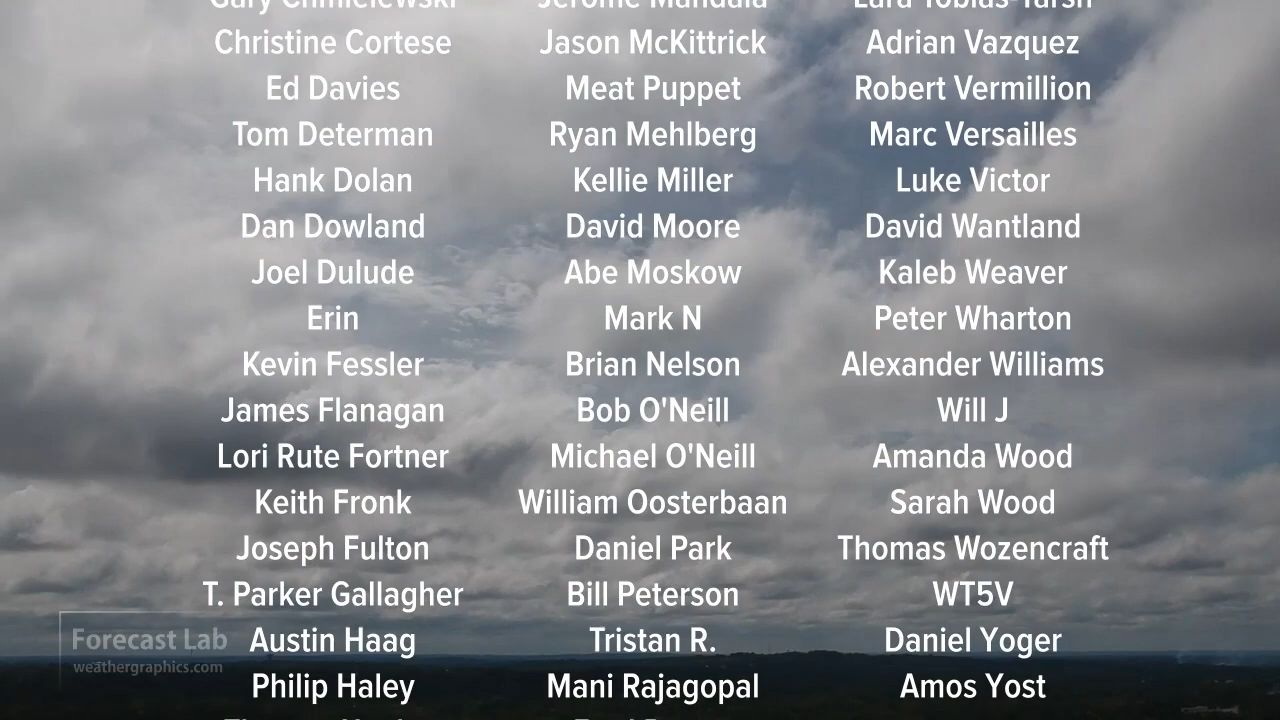 Christine Cortese
Ed Davies
Tom Determan
Hank Dolan
Dan Dowland
Joel Dulude
Erin
Kevin Fessler
James Flanagan
Lori Rute Fortner
Keith Fronk
Joseph Fulton
T. Parker Gallagher
Austin Haag
Philip Haley
Jason McKittrick
Meat Puppet
Ryan Mehlberg
Kellie Miller
David Moore
Abe Moskow
Mark N
Brian Nelson
Bob O'Neill
Michael O'Neill
William Oosterbaan
Daniel Park
Bill Peterson
Tristan R.
Mani Rajagopal
Adrian Vazquez
Robert Vermillion
Marc Versailles
Luke Victor
David Wantland
Kaleb Weaver
Peter Wharton
Alexander Williams
Will J
Amanda Wood
Sarah Wood
Thomas Wozencraft
WT5V
Daniel Yoger
Amos Yost
Forecast Lab
weathergraphics.com